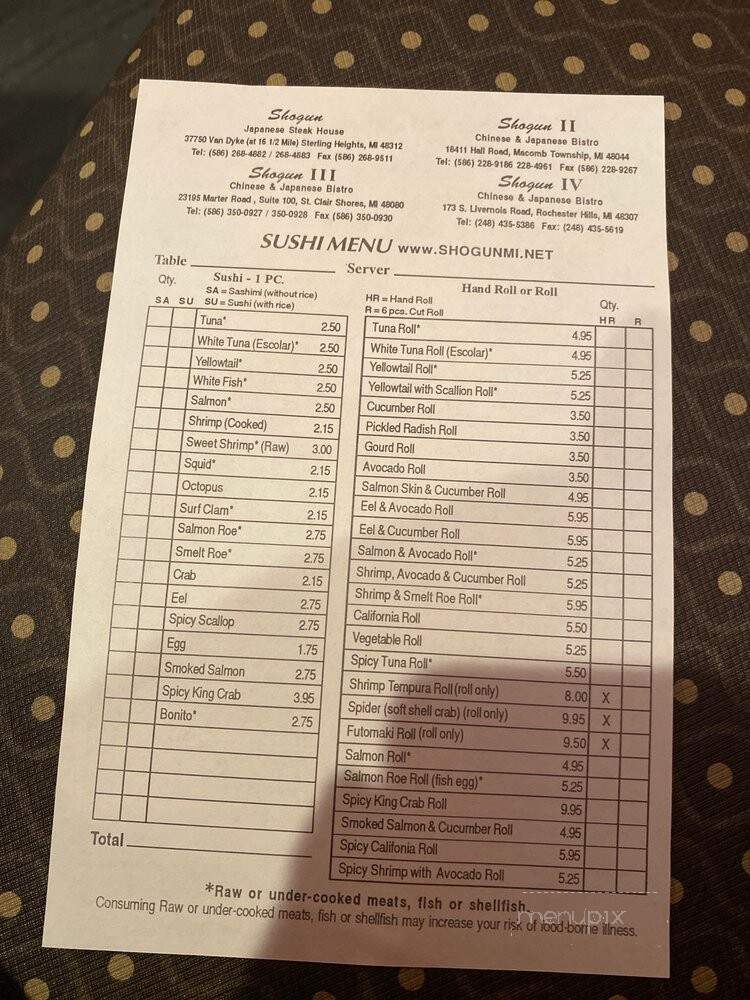 Shogun
Japanese Steak House
37750 Van Dyke (at 16 1/2 Mile) Sterling Heights, MI 48312
Tel: (586) 268-4882 / 268-4883 Fax (586) 268-9511
Shogun II
Chinese & Japanese Bistro
18411 Hall Road, Macomb Township, MI 48044
Tel: (586) 228-9186 228-4961 Fax (586) 228-9267
Shogun III
Chinese & Japanese Bistro
23195 Marter Road, Suite 100, St. Clair Shores, MI 48080
Tel: (586) 350-0927 / 350-0928 Fax (586) 350-0930
Shogun IV
Chinese & Japanese Bistro
173 S. Livernois Road, Rochester Hills, MI 48307
Tel: (248) 435-5386 Fax: (248) 435-5619
SUSHI MENU WWW.SHOGUNMI.NET
Table Server
Qty. Sushi - 1 PC.
SA = Sashimi (without rice)
SA SU SU = Sushi (with rice)
Tuna* 2.50
White Tuna (Escolar)* 2.50
Yellowtail* 2.50
White Fish* 2.50
Salmon* 2.50
Shrimp (Cooked) 2.15
Sweet Shrimp* (Raw) 3.00
Squid* 2.15
Octopus 2.15
Surf Clam* 2.15
Salmon Roe* 2.75
Smelt Roe* 2.75
Crab 2.15
Eel 2.75
Spicy Scallop 2.75
Egg 1.75
Smoked Salmon 2.75
Spicy King Crab 3.95
Bonito* 2.75
Total
Hand Roll or Roll
HR = Hand Roll Qty.
R = 6 pcs. Cut Roll HR R
Tuna Roll* 4.95
White Tuna Roll (Escolar)* 4.95
Yellowtail Roll* 5.25
Yellowtail with Scallion Roll* 5.25
Cucumber Roll 3.50
Pickled Radish Roll 3.50
Gourd Roll 3.50
Avocado Roll 3.50
Salmon Skin & Cucumber Roll 4.95
Eel & Avocado Roll 5.95
Eel & Cucumber Roll 5.95
Salmon & Avocado Roll* 5.25
Shrimp, Avocado & Cucumber Roll 5.25
Shrimp & Smelt Roe Roll* 5.95
California Roll 5.50
Vegetable Roll 5.25
Spicy Tuna Roll* 5.50
Shrimp Tempura Roll (roll only) 8.00 X
Spider (soft shell crab) (roll only) 9.95 X
Futomaki Roll (roll only) 9.50 X
Salmon Roll* 4.95
Salmon Roe Roll (fish egg)* 5.25
Spicy King Crab Roll 9.95
Smoked Salmon & Cucumber Roll 4.95
Spicy Califonia Roll 5.95
Spicy Shrimp with Avocado Roll 5.25
*Raw or under-cooked meats, fish or shellfish.
Consuming Raw or under-cooked meats, fish or shellfish may increase your risk of food-borne illness.
menupix